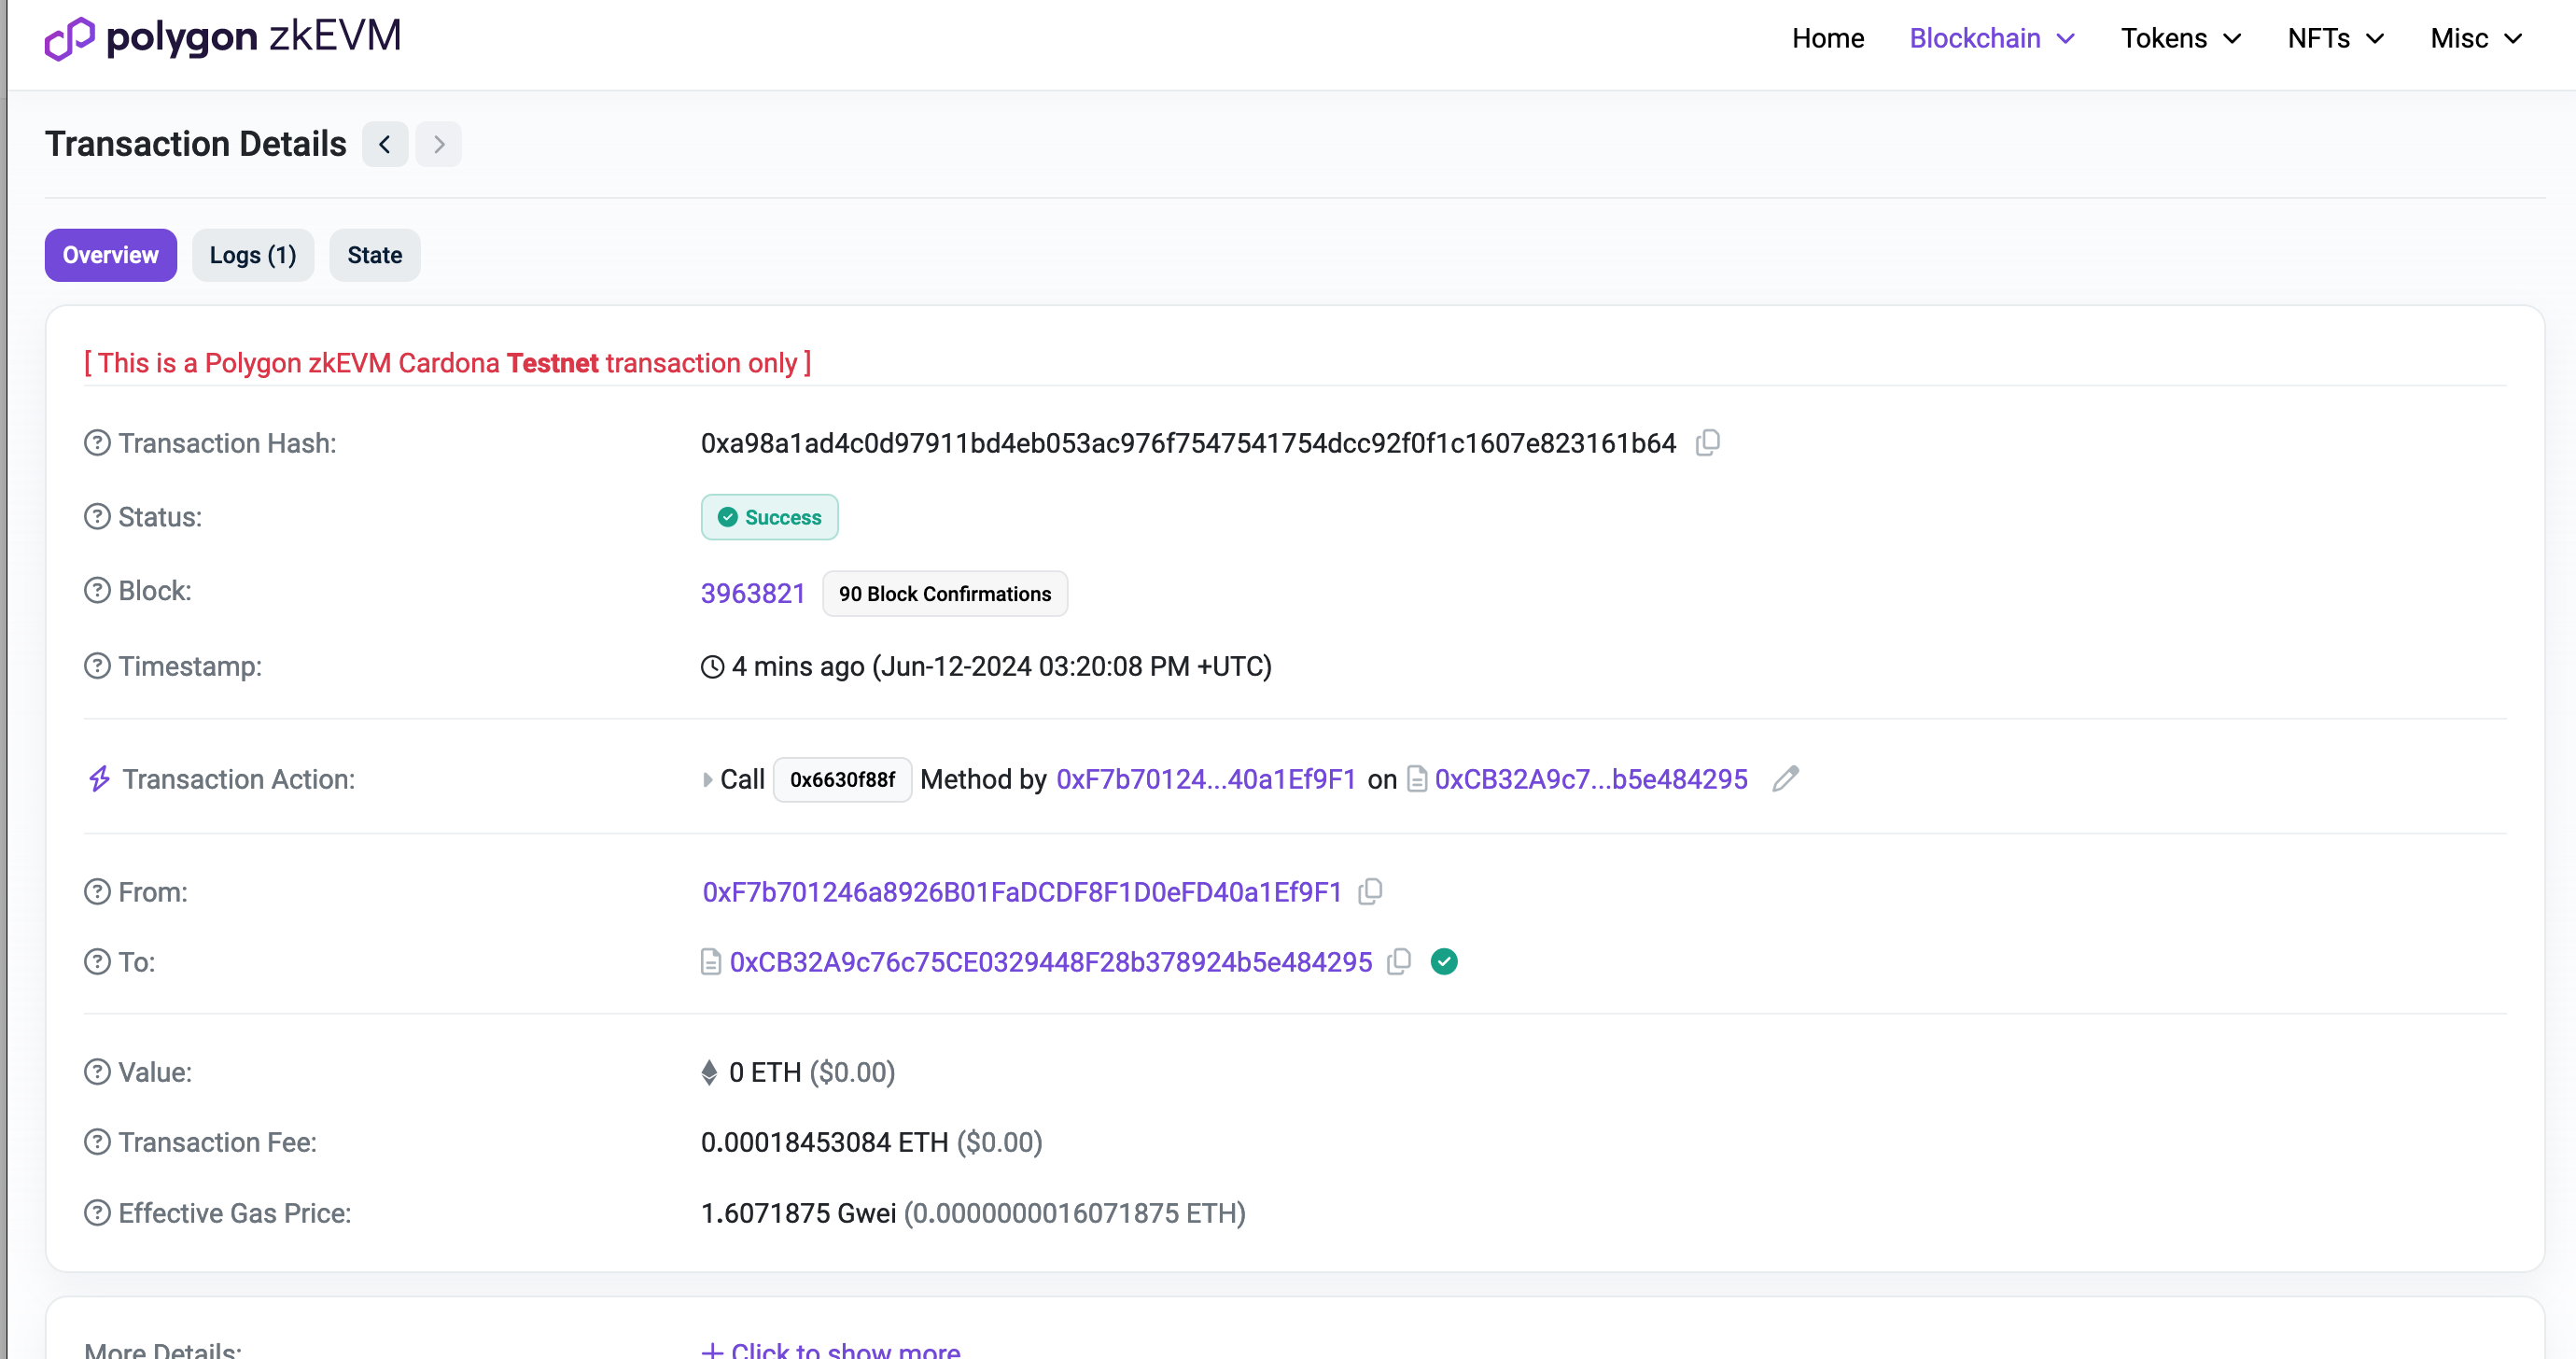 polygon zkEVM Home Blockchain Tokens NFTs Misc
Transaction Details
Overview Logs (1) State
[ This is a Polygon zkEVM Cardona Testnet transaction only ]
Transaction Hash: 0xa98a1ad4c0d97911bd4eb053ac976f7547541754dcc92f0f1c1607e823161b64
Status: Success
Block: 3963821 90 Block Confirmations
Timestamp: 4 mins ago (Jun-12-2024 03:20:08 PM +UTC)
Transaction Action: Call 0x6630f88f Method by 0xF7b70124...40a1Ef9F1 on 0xCB32A9c7...b5e484295
From: 0xF7b701246a8926B01FaDCDF8F1D0eFD40a1Ef9F1
To: 0xCB32A9c76c75CE0329448F28b378924b5e484295
Value: 0 ETH ($0.00)
Transaction Fee: 0.00018453084 ETH ($0.00)
Effective Gas Price: 1.6071875 Gwei (0.0000000016071875 ETH)
More Details: + Click to show more